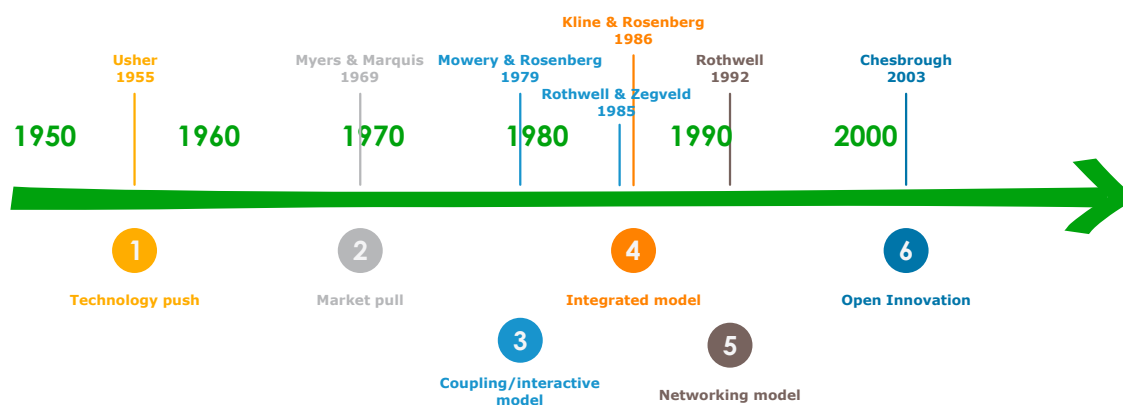 Kline & Rosenberg
1986
Usher
1955
Myers & Marquis
1969
Mowery & Rosenberg
1979
Rothwell
1992
Chesbrough
2003
Rothwell & Zegveld
1985
1950
1960
1970
1980
1990
2000
1
2
4
6
Technology push
Market pull
Integrated model
Open Innovation
3
5
Coupling/interactive
model
Networking model